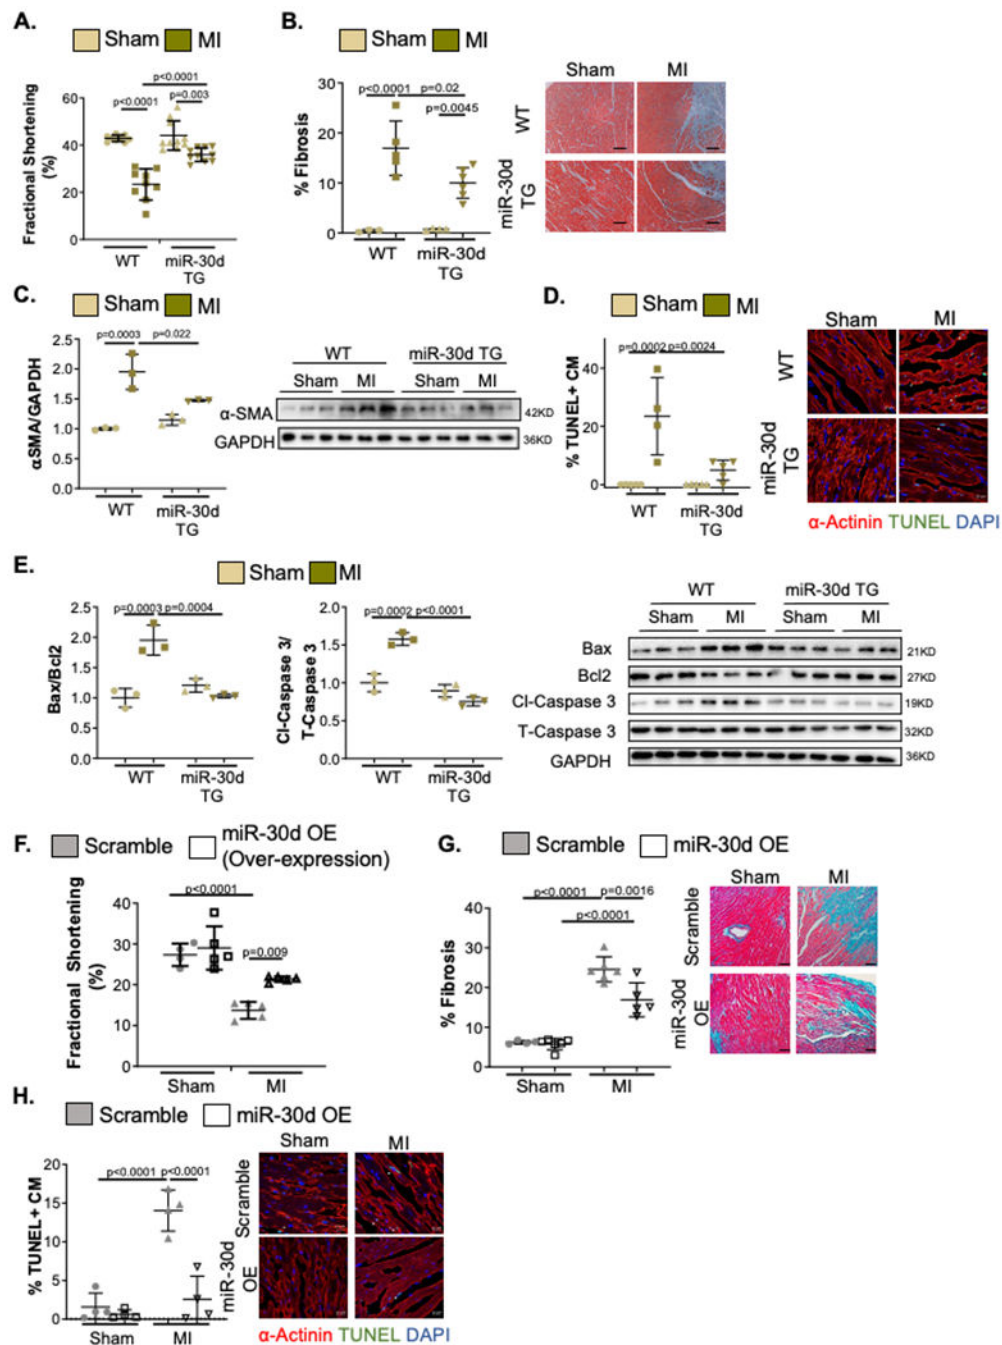 A.
Sham MI
p<0.0001
p<0.0001 p=0.003
Fractional Shortening
(%)
60
40
20
0
WT miR-30d
TG
B.
Sham MI
p<0.0001 p=0.02
p=0.0045
% Fibrosis
30
20
10
0
WT miR-30d
TG
Sham MI
WT
miR-30d
TG
C.
Sham MI
p=0.0003 p=0.022
αSMA/GAPDH
2.5
2.0
1.5
1.0
0.5
0.0
WT miR-30d
TG
WT miR-30d TG
Sham MI Sham MI
α-SMA 42KD
GAPDH 36KD
D.
Sham MI
p=0.0002 p=0.0024
% TUNEL+ CM
40
20
0
WT miR-30d
TG
Sham MI
WT
miR-30d
TG
α-Actinin TUNEL DAPI
E.
Sham MI
p=0.0003 p=0.0004
Bax/Bcl2
2.5
2.0
1.5
1.0
0.5
0.0
WT miR-30d
TG
p=0.0002 p<0.0001
Cl-Caspase 3/
T-Caspase 3
2.0
1.5
1.0
0.5
0.0
WT miR-30d
TG
WT miR-30d TG
Sham MI Sham MI
Bax 21KD
Bcl2 27KD
Cl-Caspase 3 19KD
T-Caspase 3 32KD
GAPDH 36KD
F.
Scramble miR-30d OE
(Over-expression)
p<0.0001
p=0.009
Fractional Shortening
(%)
40
30
20
10
0
Sham MI
G.
Scramble miR-30d OE
p<0.0001 p=0.0016
p<0.0001
% Fibrosis
40
30
20
10
0
Sham MI
Sham MI
Scramble
miR-30d
OE
H.
Scramble miR-30d OE
p<0.0001 p<0.0001
% TUNEL+ CM
20
15
10
5
0
Sham MI
Sham MI
Scramble
miR-30d
OE
α-Actinin TUNEL DAPI